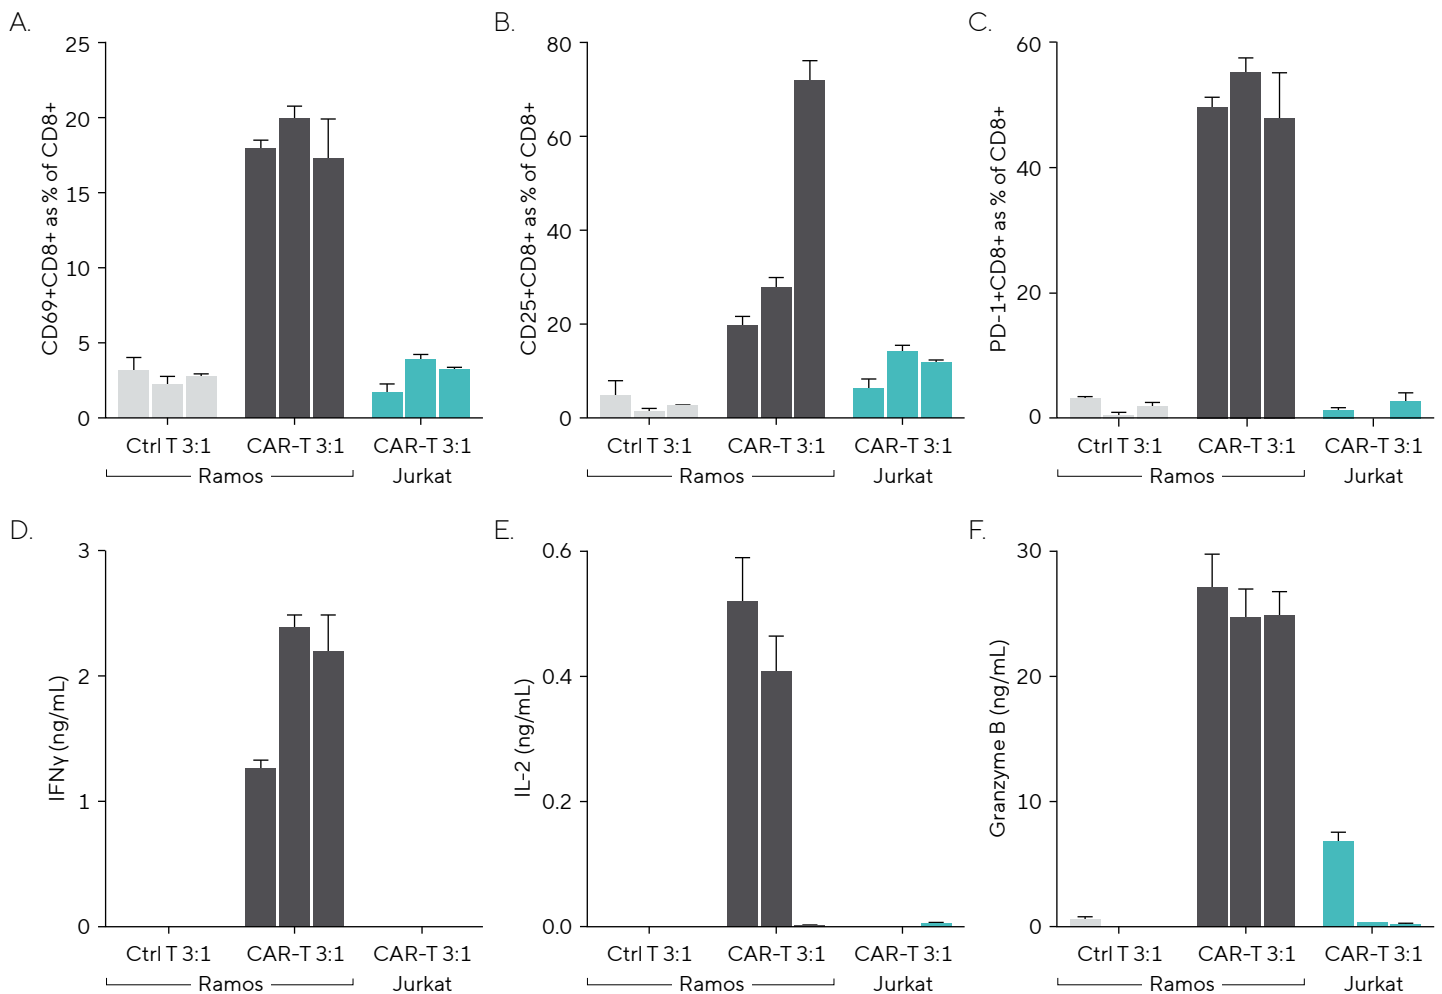 A.
CD69+CD8+ as % of CD8+
25
20
15
10
5
0
Ctrl T 3:1
CAR-T 3:1
CAR-T 3:1
Ramos
Jurkat
B.
CD25+CD8+ as % of CD8+
80
60
40
20
0
Ctrl T 3:1
CAR-T 3:1
CAR-T 3:1
Ramos
Jurkat
C.
PD-1+CD8+ as % of CD8+
60
40
20
0
Ctrl T 3:1
CAR-T 3:1
CAR-T 3:1
Ramos
Jurkat
D.
IFNγ (ng/mL)
3
2
1
0
Ctrl T 3:1
CAR-T 3:1
CAR-T 3:1
Ramos
Jurkat
E.
IL-2 (ng/mL)
0.6
0.4
0.2
0.0
Ctrl T 3:1
CAR-T 3:1
CAR-T 3:1
Ramos
Jurkat
F.
Granzyme B (ng/mL)
30
20
10
0
Ctrl T 3:1
CAR-T 3:1
CAR-T 3:1
Ramos
Jurkat